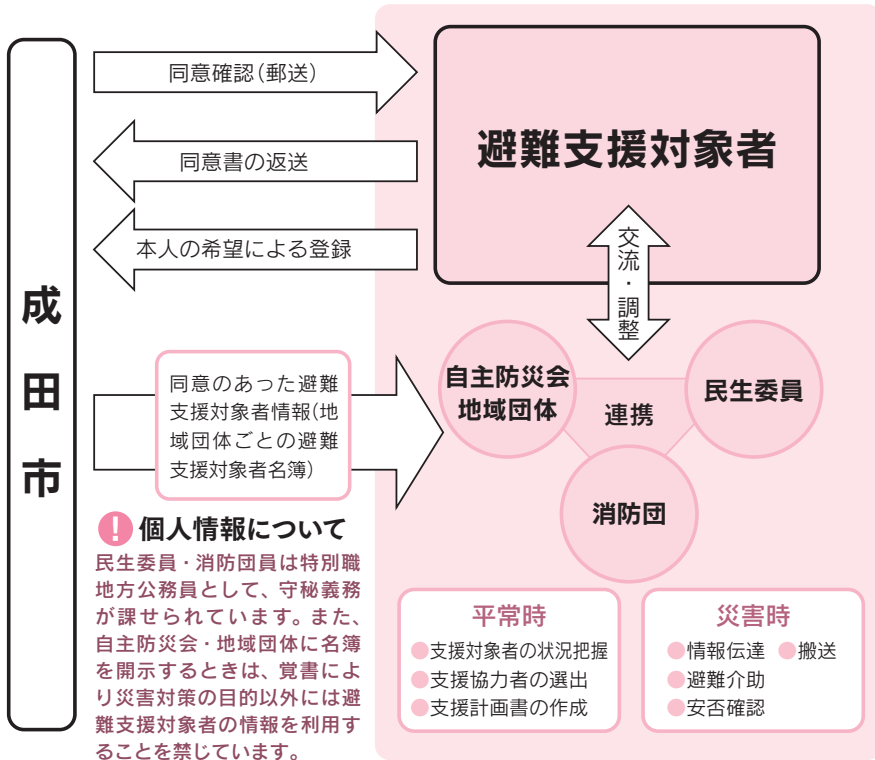 成田市
同意確認（郵送）
同意書の返送
本人の希望による登録
避難支援対象者
交流・調整
同意のあった避難
支援対象者情報(地
域団体ごとの避難
支援対象者名簿)
自主防災会
地域団体
連携
民生委員
消防団
! 個人情報について
民生委員・消防団員は特別職
地方公務員として、守秘義務
が課せられています。また、
自主防災会・地域団体に名簿
を開示するときは、覚書によ
り災害対策の目的以外には避
難支援対象者の情報を利用す
ることを禁じています。
平常時
●支援対象者の状況把握
●支援協力者の選出
●支援計画書の作成
災害時
●情報伝達 ●搬送
●避難介助
●安否確認